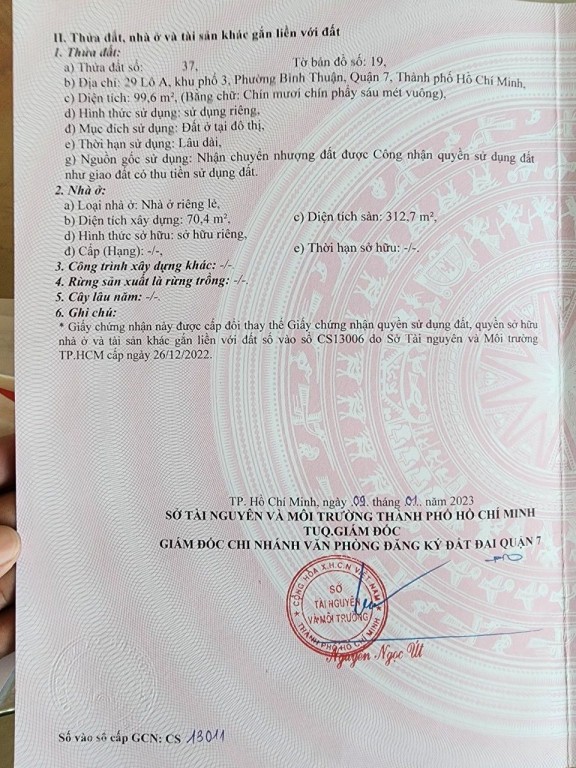 II. Thửa đất, nhà ở và tài sản khác gắn liền với đất
1. Thửa đất:
a) Thửa đất số: 37, Tờ bản đồ số: 19,
b) Địa chỉ: 29 Lô A, khu phố 3, Phường Bình Thuận, Quận 7, Thành phố Hồ Chí Minh,
c) Diện tích: 99,6 m², (Bằng chữ: Chín mươi chín phẩy sáu mét vuông),
d) Hình thức sử dụng: sử dụng riêng,
đ) Mục đích sử dụng: Đất ở tại đô thị,
e) Thời hạn sử dụng: Lâu dài,
g) Nguồn gốc sử dụng: Nhận chuyển nhượng đất được Công nhận quyền sử dụng đất
như giao đất có thu tiền sử dụng đất.
2. Nhà ở:
a) Loại nhà ở: Nhà ở riêng lẻ,
b) Diện tích xây dựng: 70,4 m², c) Diện tích sàn: 312,7 m²,
d) Hình thức sở hữu: sở hữu riêng,
đ) Cấp (Hạng): -/-, e) Thời hạn sở hữu: -/-.
3. Công trình xây dựng khác: -/-.
4. Rừng sản xuất là rừng trồng: -/-.
5. Cây lâu năm: -/-.
6. Ghi chú:
* Giấy chứng nhận này được cấp đổi thay thế Giấy chứng nhận quyền sử dụng đất, quyền sở hữu
nhà ở và tài sản khác gắn liền với đất số vào sổ CS13006 do Sở Tài nguyên và Môi trường
TP.HCM cấp ngày 26/12/2022.
TP. Hồ Chí Minh, ngày 09 tháng 01 năm 2023
SỞ TÀI NGUYÊN VÀ MÔI TRƯỜNG THÀNH PHỐ HỒ CHÍ MINH
TUQ.GIÁM ĐỐC
GIÁM ĐỐC CHI NHÁNH VĂN PHÒNG ĐĂNG KÝ ĐẤT ĐAI QUẬN 7
CỘNG HÒA X.H.C.N VIỆT NAM
SỞ
TÀI NGUYÊN
VÀ MÔI TRƯỜNG
THÀNH PHỐ HỒ CHÍ MINH
Nguyễn Ngọc Út
Số vào sổ cấp GCN: CS 13011